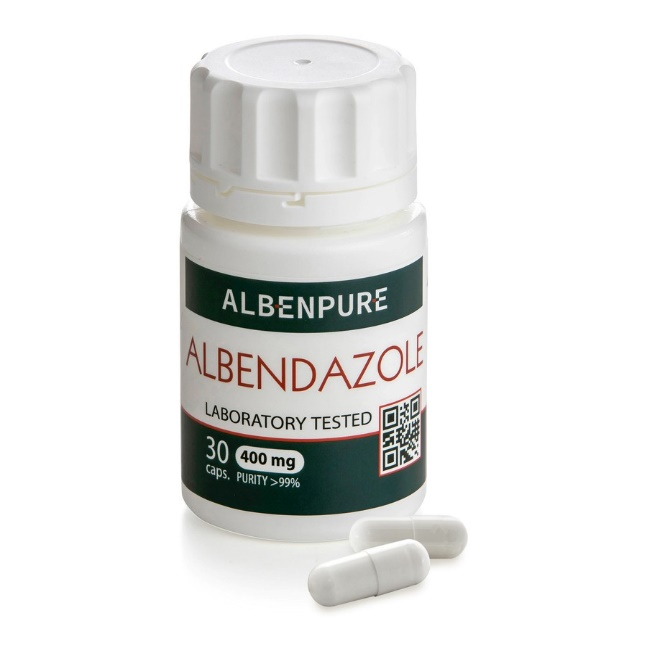 ALBENPURE
ALBENDAZOLE
LABORATORY TESTED
30 400 mg
caps. PURITY >99%